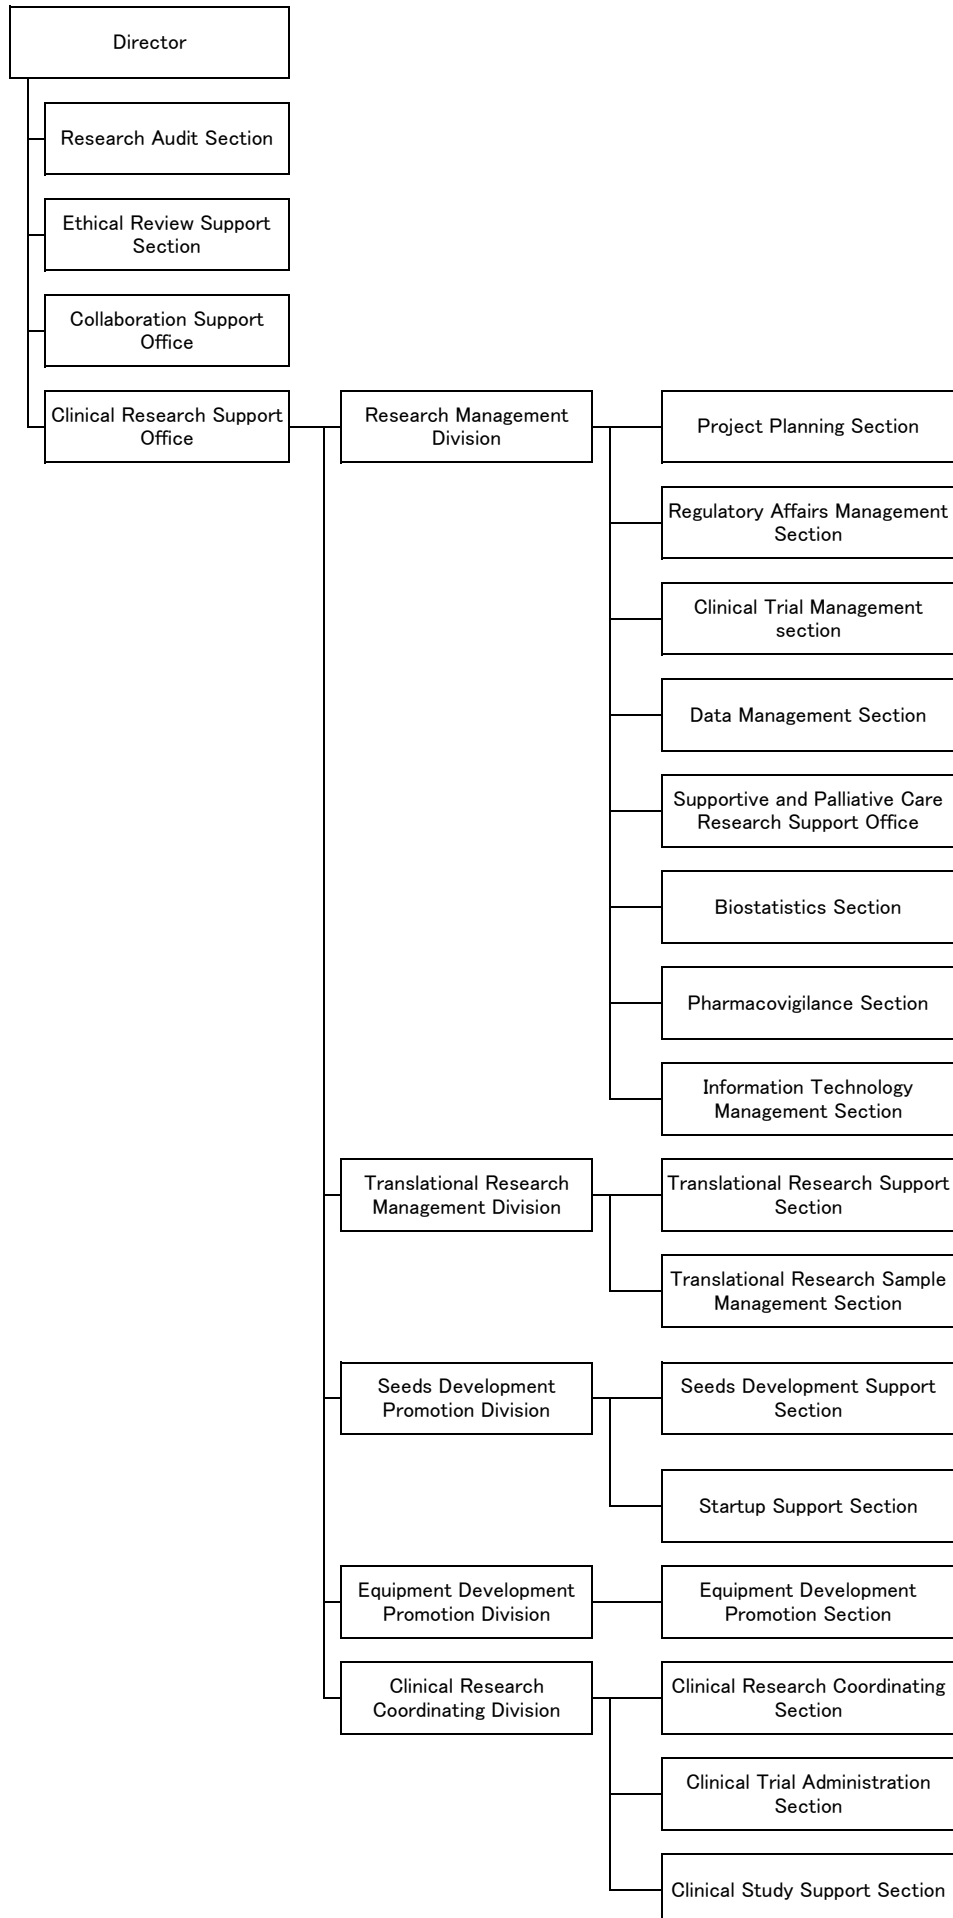 Director
Research Audit Section
Ethical Review Support
Section
Collaboration Support
Office
Clinical Research Support
Office
Research Management
Division
Project Planning Section
Regulatory Affairs Management
Section
Clinical Trial Management
section
Data Management Section
Supportive and Palliative Care
Research Support Office
Biostatistics Section
Pharmacovigilance Section
Information Technology
Management Section
Translational Research
Management Division
Translational Research Support
Section
Translational Research Sample
Management Section
Seeds Development
Promotion Division
Seeds Development Support
Section
Startup Support Section
Equipment Development
Promotion Division
Equipment Development
Promotion Section
Clinical Research
Coordinating Division
Clinical Research Coordinating
Section
Clinical Trial Administration
Section
Clinical Study Support Section